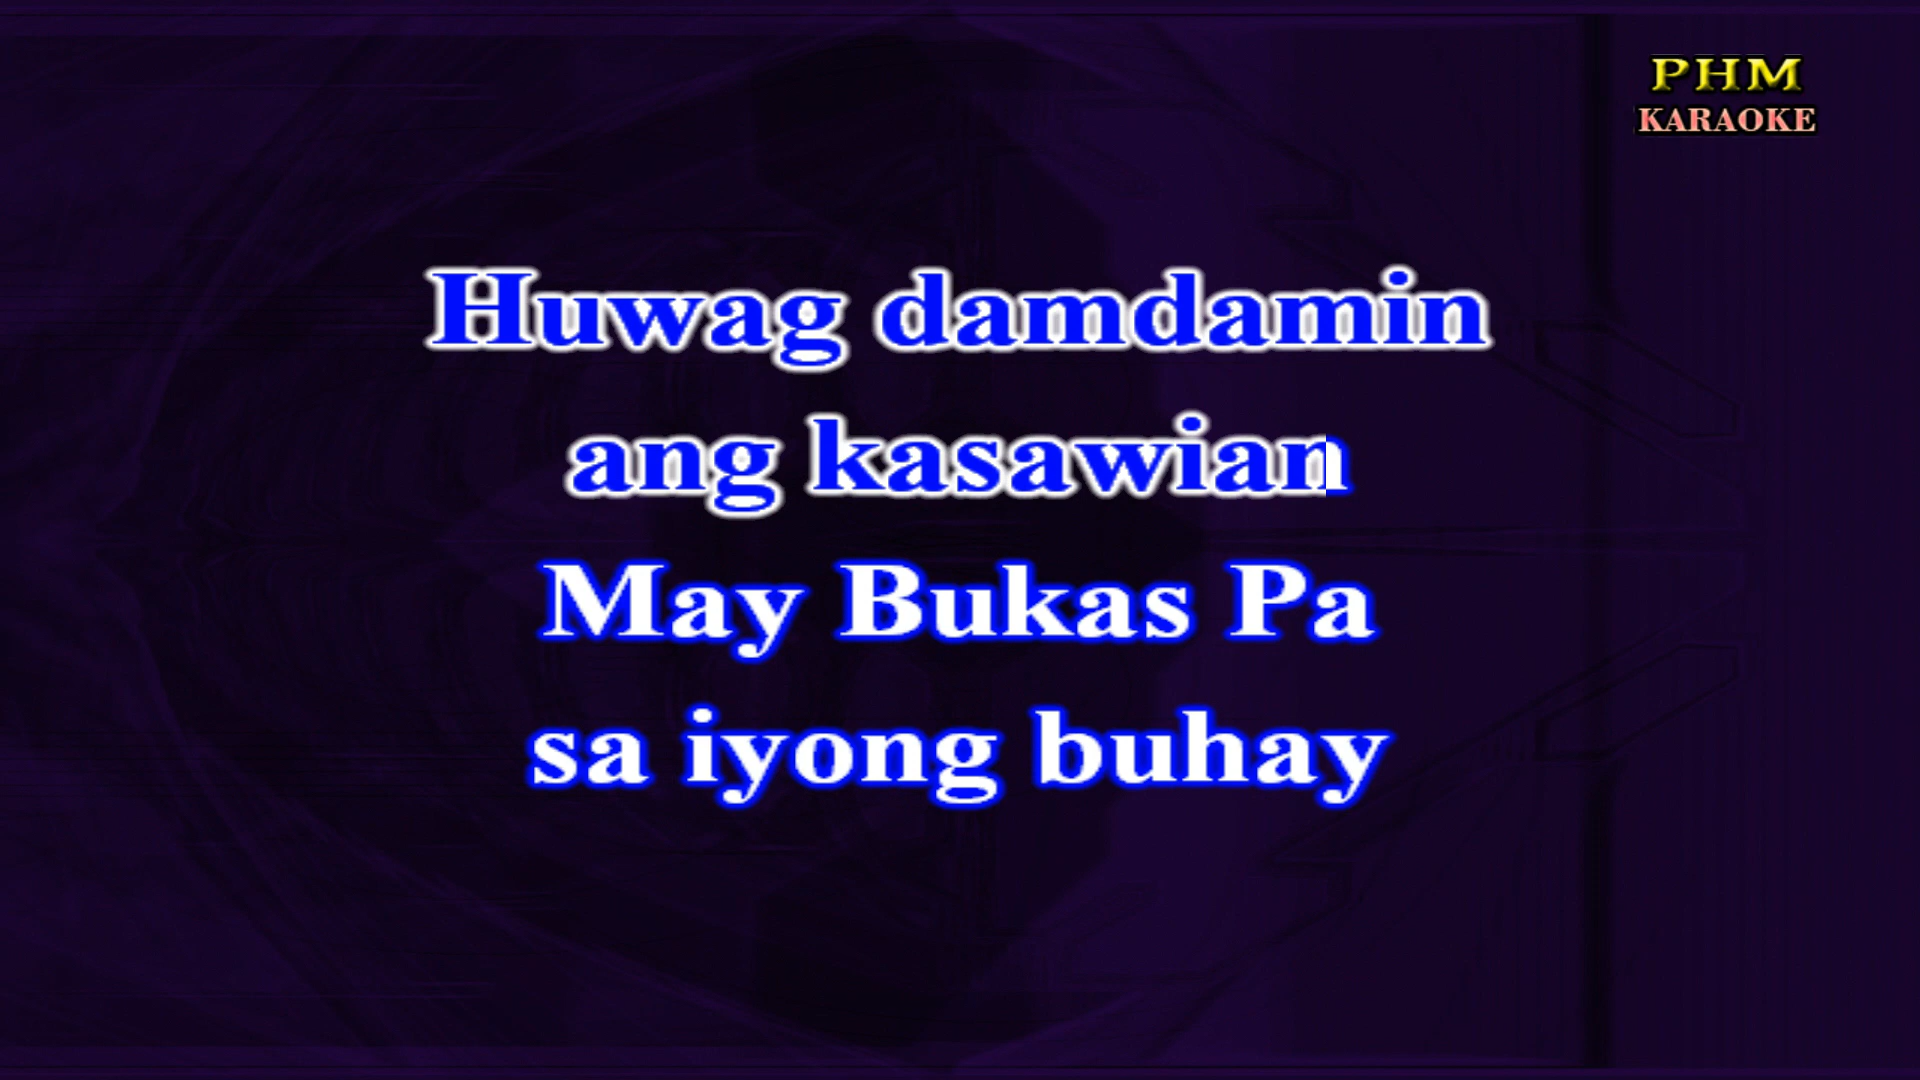 PHM
KARAOKE
Huwag damdamin
ang kasawian
May Bukas Pa
sa iyong buhay